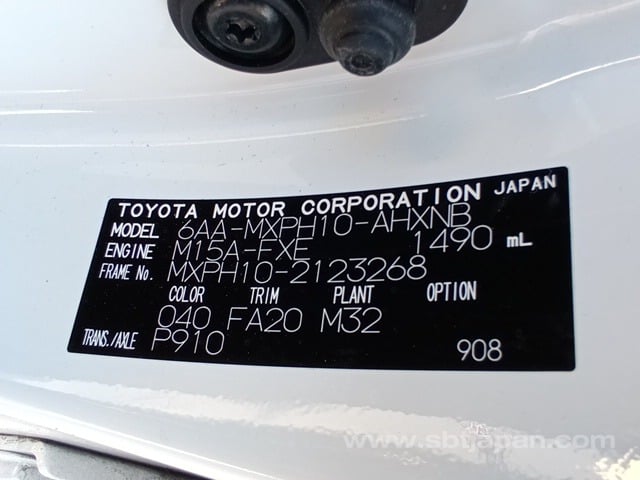 TOYOTA MOTOR CORPORATION JAPAN
MODEL 6AA-MXPH10-AHXNB
ENGINE M15A-FXE 1490 mL
FRAME No. MXPH10-2123268
COLOR TRIM PLANT OPTION
040 FA20 M32
TRANS./AXLE P910 908
www.sbtjapan.com